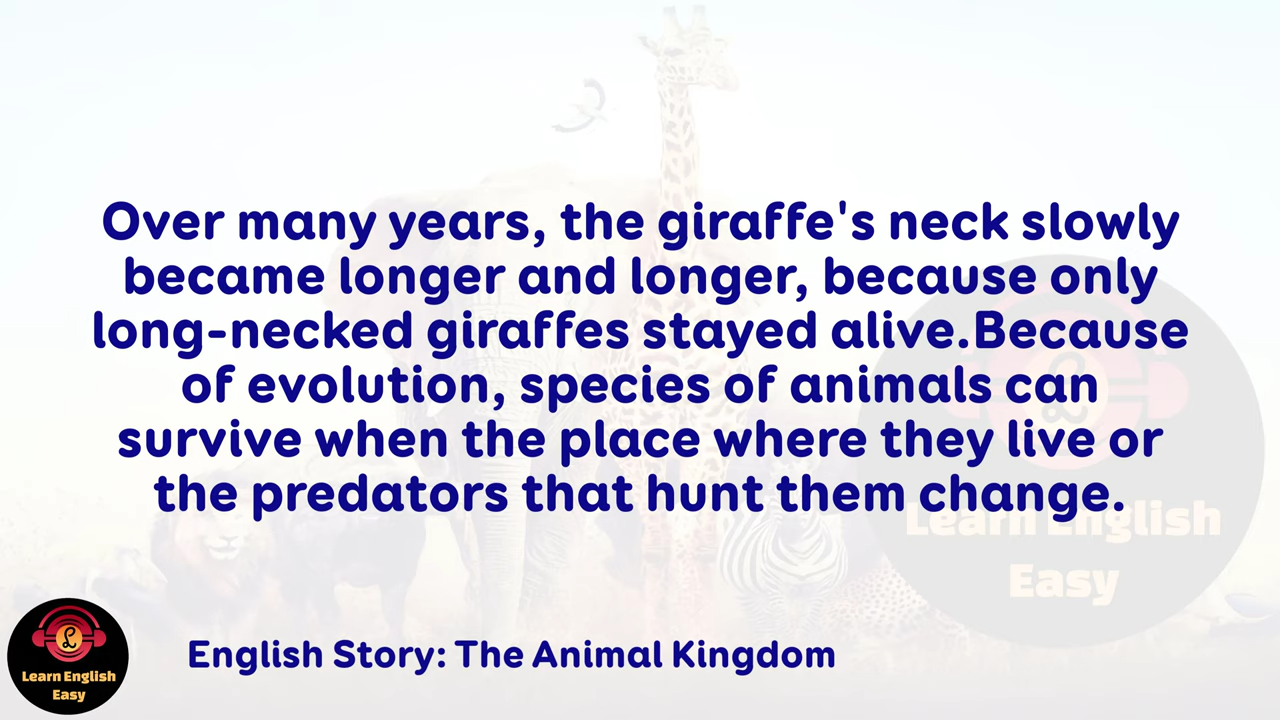 Over many years, the giraffe's neck slowly
became longer and longer, because only
long-necked giraffes stayed alive.Because
of evolution, species of animals can
survive when the place where they live or
the predators that hunt them change.
Learn English
Easy
English Story: The Animal Kingdom
Learn English
Easy